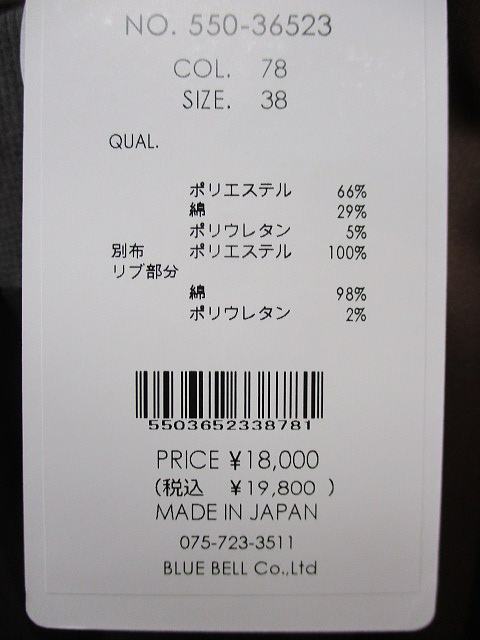 NO. 550-36523
COL. 78
SIZE. 38
QUAL.
ポリエステル 66%
綿 29%
ポリウレタン 5%
別布 ポリエステル 100%
リブ部分
綿 98%
ポリウレタン 2%
5503652338781
PRICE ¥18,000
(税込 ¥19,800 )
MADE IN JAPAN
075-723-3511
BLUE BELL Co.,Ltd